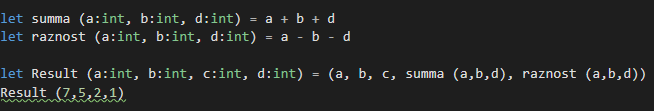 let summa (a:int, b:int, d:int) = a + b + d
let raznost (a:int, b:int, d:int) = a - b - d
let Result (a:int, b:int, c:int, d:int) = (a, b, c, summa (a,b,d), raznost (a,b,d))
Result (7,5,2,1)